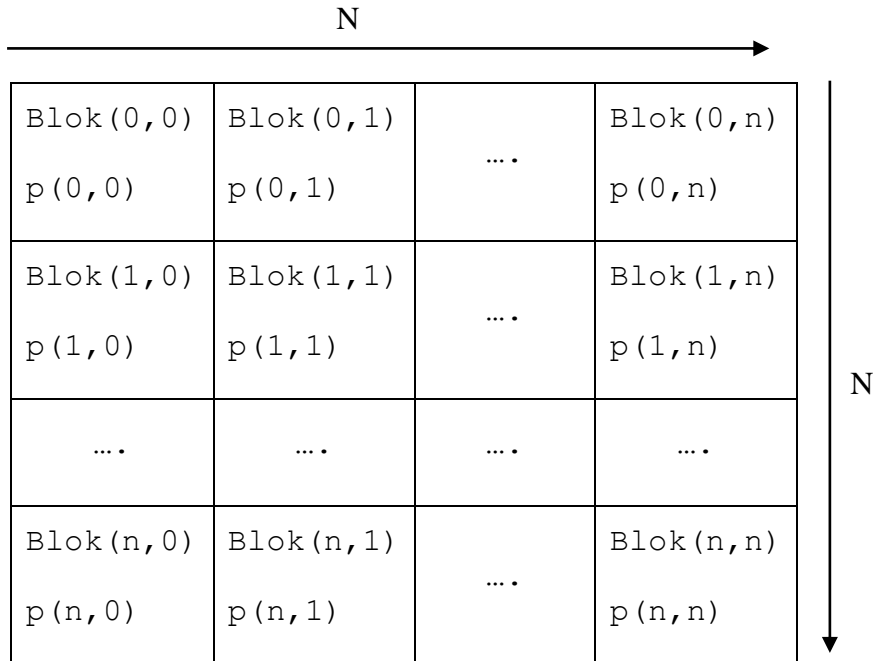 N
Blok(0,0) Blok(0,1) …. Blok(0,n)
p(0,0) p(0,1) p(0,n)
Blok(1,0) Blok(1,1) …. Blok(1,n)
p(1,0) p(1,1) p(1,n)
N
…. …. …. ….
Blok(n,0) Blok(n,1) …. Blok(n,n)
p(n,0) p(n,1) p(n,n)